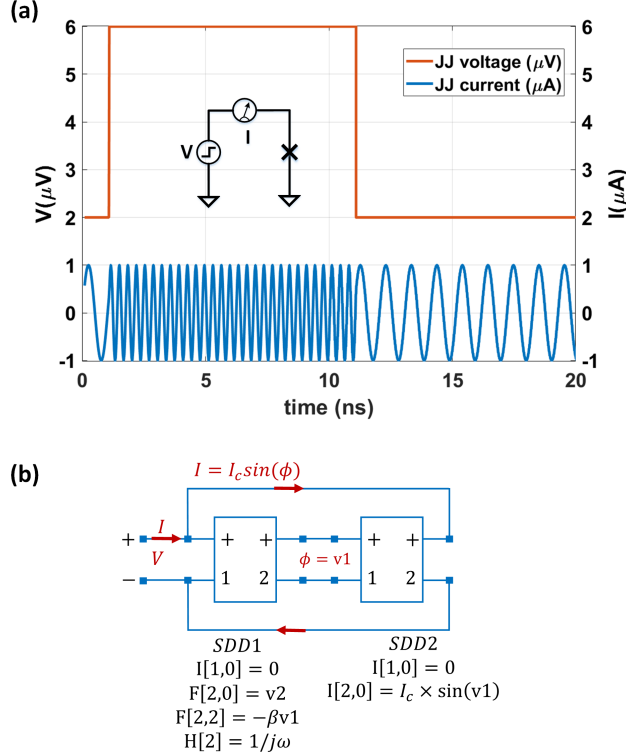 (a)
6
5
4
3
2
1
0
-1
V(μV)
JJ voltage (μV)
JJ current (μA)
V
I
6
5
4
3
2
1
0
-1
I(μA)
0
5
10
15
20
time (ns)
(b)
I = I_c sin(ϕ)
+
I
V
−
+ +
1 2
ϕ = v1
+ +
1 2
SDD1
I[1,0] = 0
F[2,0] = v2
F[2,2] = −βv1
H[2] = 1/jω
SDD2
I[1,0] = 0
I[2,0] = I_c × sin(v1)